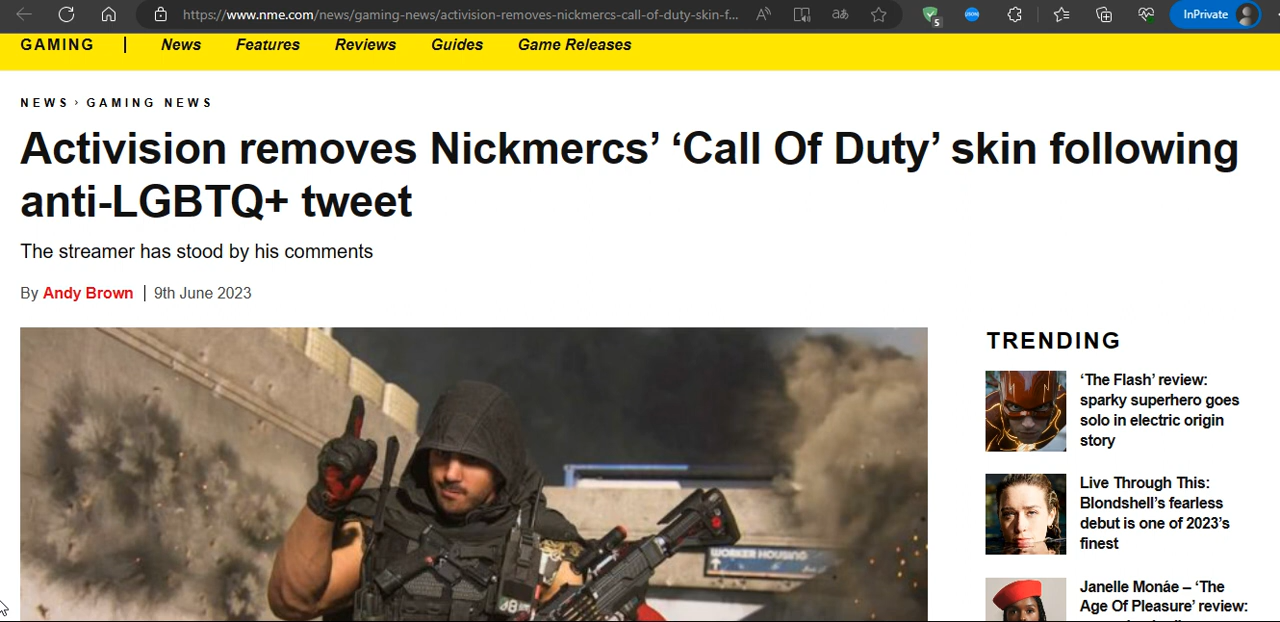 https://www.nme.com/news/gaming-news/activision-removes-nickmercs-call-of-duty-skin-f...
InPrivate
5
GAMING | News Features Reviews Guides Game Releases
NEWS › GAMING NEWS
Activision removes Nickmercs’ ‘Call Of Duty’ skin following
anti-LGBTQ+ tweet
The streamer has stood by his comments
By Andy Brown | 9th June 2023
WORKER HOUSING
TRENDING
‘The Flash’ review:
sparky superhero goes
solo in electric origin
story
Live Through This:
Blondshell’s fearless
debut is one of 2023’s
finest
Janelle Monáe – ‘The
Age Of Pleasure’ review: